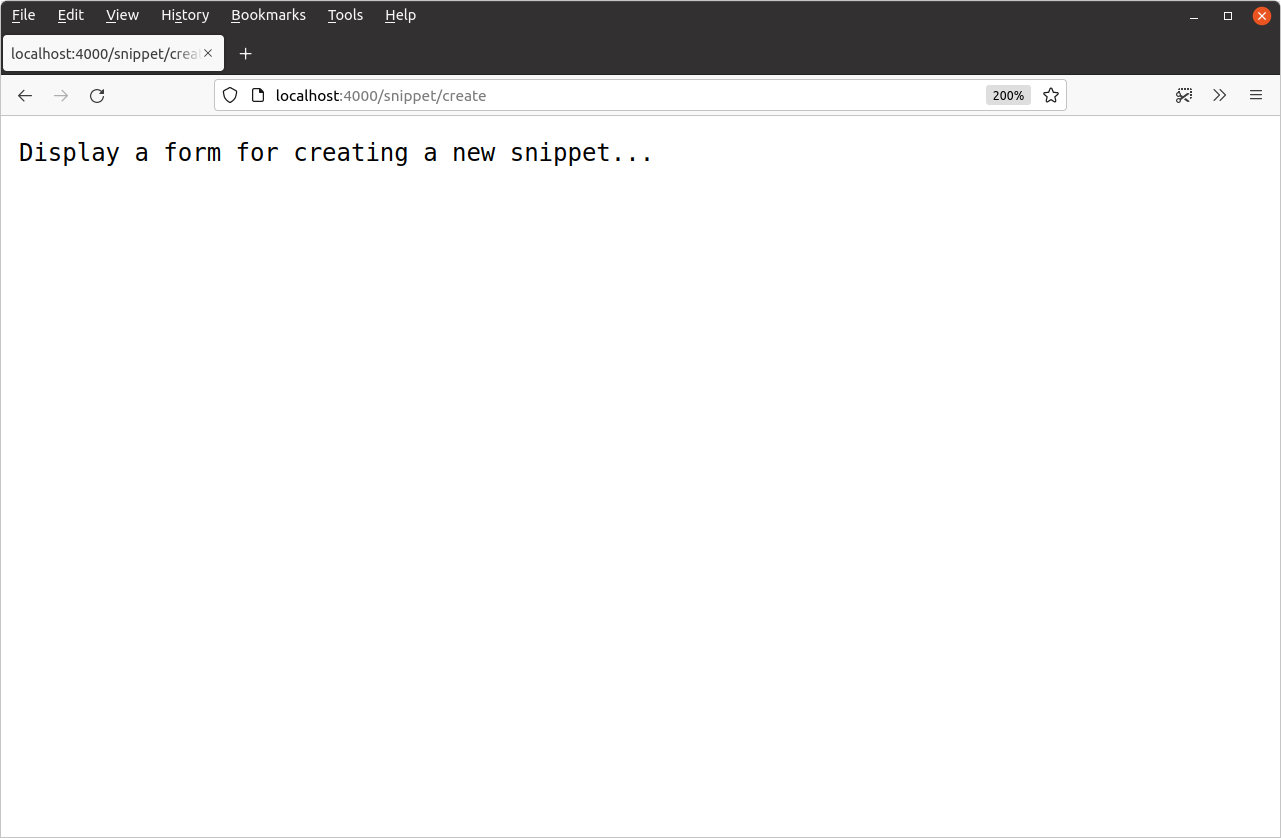 File Edit View History Bookmarks Tools Help
localhost:4000/snippet/crea
localhost:4000/snippet/create 200%
Display a form for creating a new snippet...